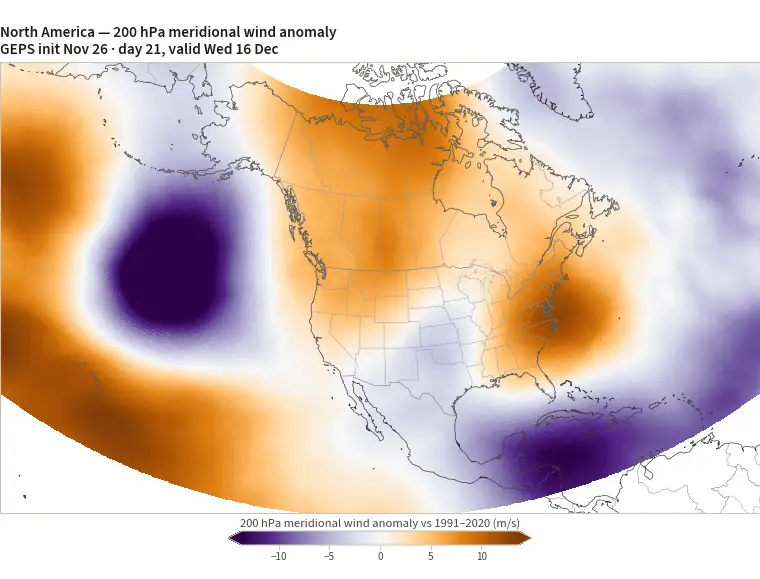 North America — 200 hPa meridional wind anomaly
GEPS init Nov 26 · day 21, valid Wed 16 Dec
200 hPa meridional wind anomaly vs 1991–2020 (m/s)
−10 −5 0 5 10